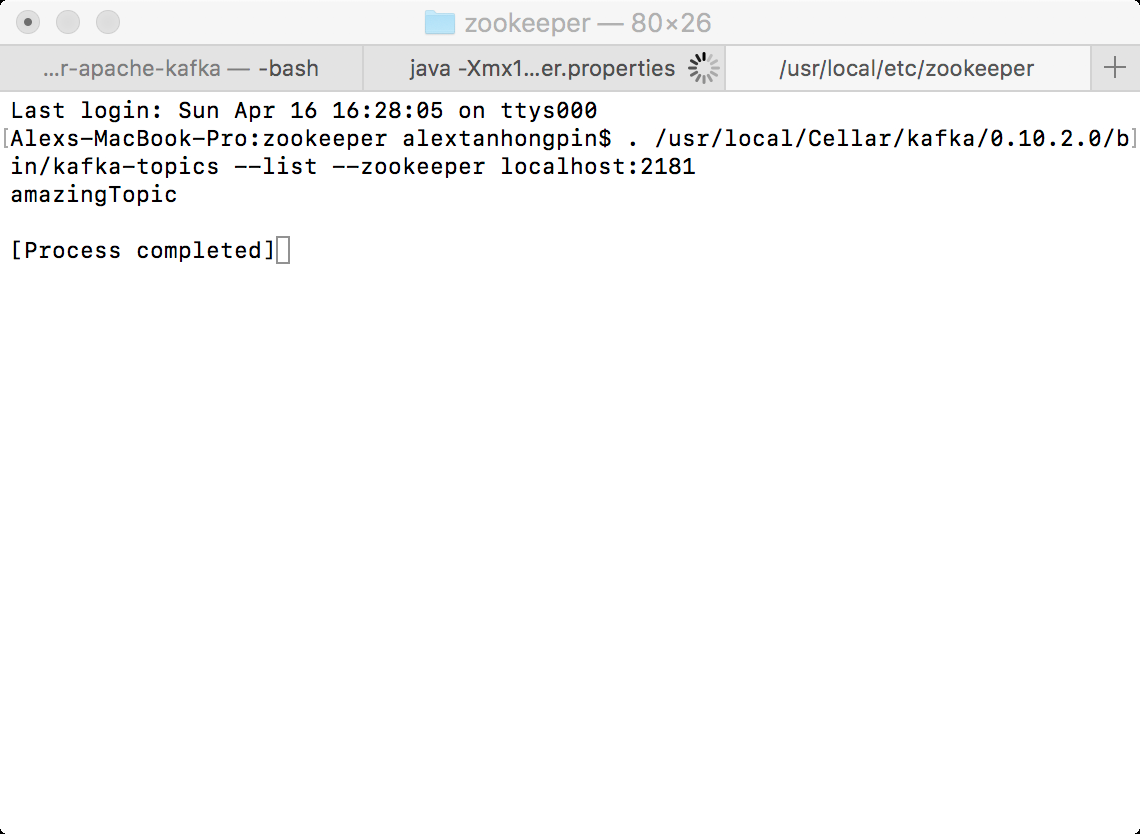 zookeeper — 80×26
...r-apache-kafka — -bash
java -Xmx1...er.properties
/usr/local/etc/zookeeper
Last login: Sun Apr 16 16:28:05 on ttys000
[Alexs-MacBook-Pro:zookeeper alextanhongpin$ . /usr/local/Cellar/kafka/0.10.2.0/b]
in/kafka-topics --list --zookeeper localhost:2181
amazingTopic
[Process completed]